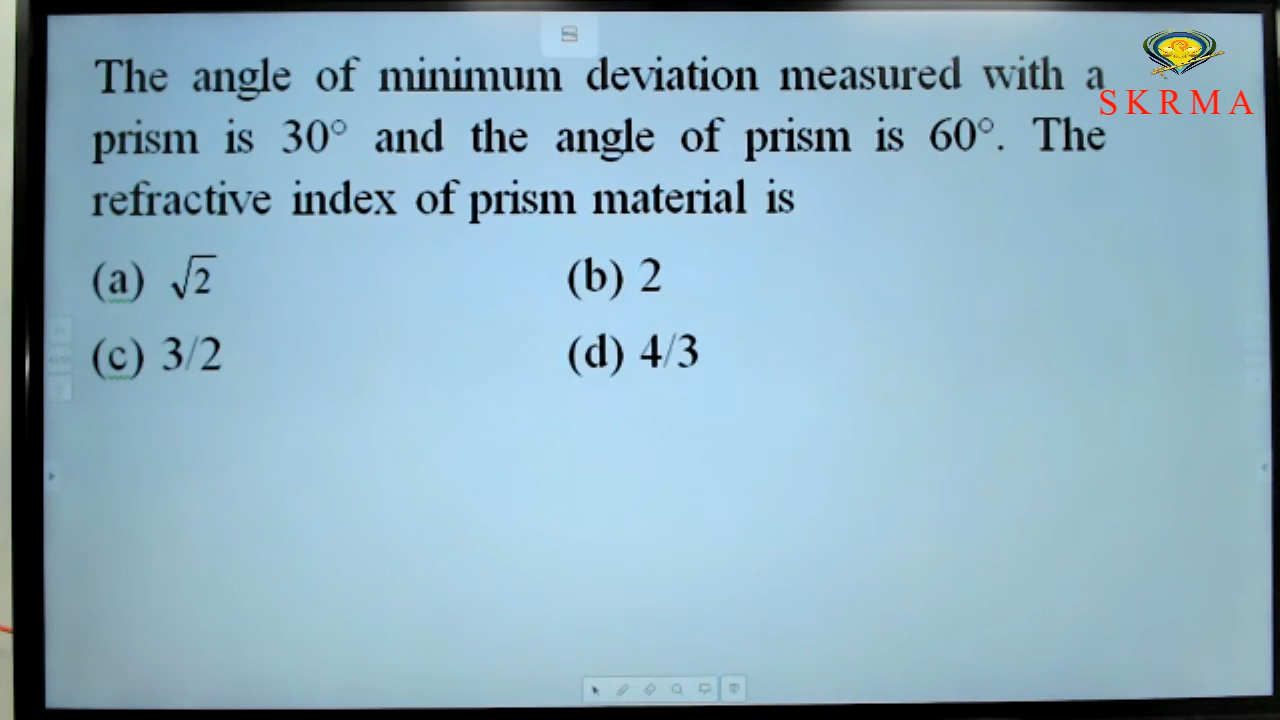 The angle of minimum deviation measured with a
SKRMA
prism is 30° and the angle of prism is 60°. The
refractive index of prism material is
(a) √2 (b) 2
(c) 3/2 (d) 4/3